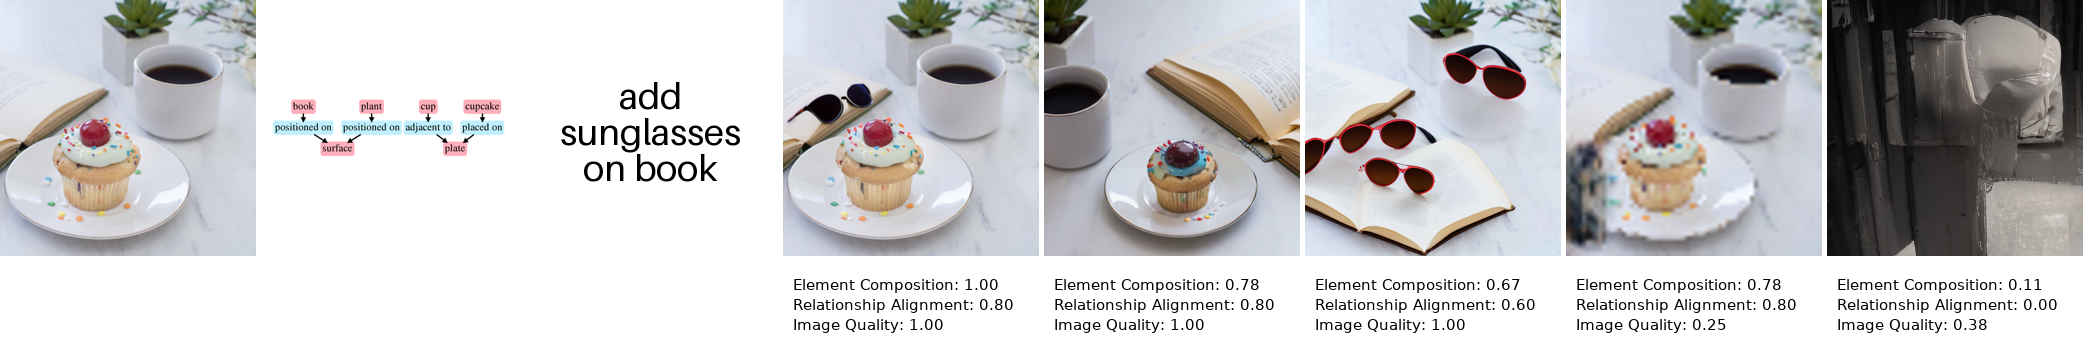 book plant cup cupcake
positioned on positioned on adjacent to placed on
surface plate
add
sunglasses
on book
Element Composition: 1.00
Relationship Alignment: 0.80
Image Quality: 1.00
Element Composition: 0.78
Relationship Alignment: 0.80
Image Quality: 1.00
Element Composition: 0.67
Relationship Alignment: 0.60
Image Quality: 1.00
Element Composition: 0.78
Relationship Alignment: 0.80
Image Quality: 0.25
Element Composition: 0.11
Relationship Alignment: 0.00
Image Quality: 0.38